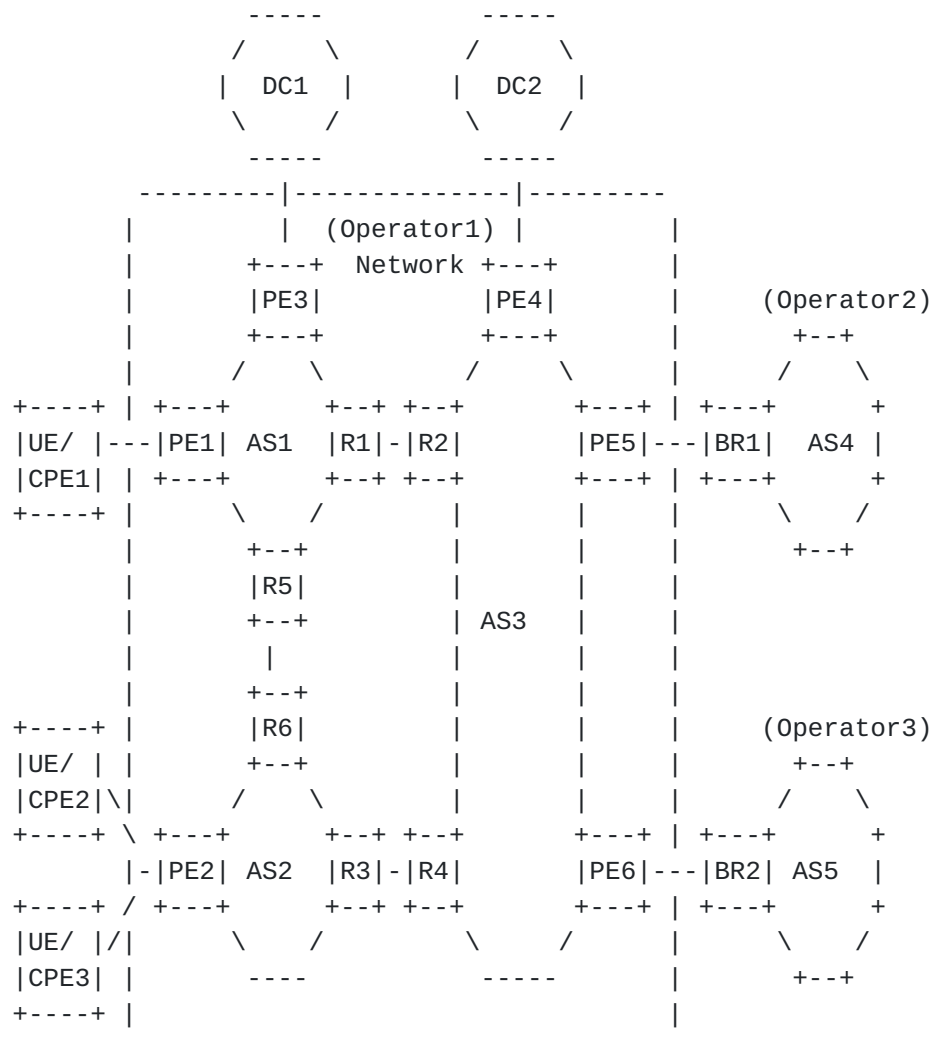 DC1 DC2
(Operator1)
Network
PE3 PE4 (Operator2)
UE/ PE1 AS1 R1 R2 PE5 BR1 AS4
CPE1
R5
AS3
R6 (Operator3)
UE/
CPE2
PE2 AS2 R3 R4 PE6 BR2 AS5
UE/
CPE3